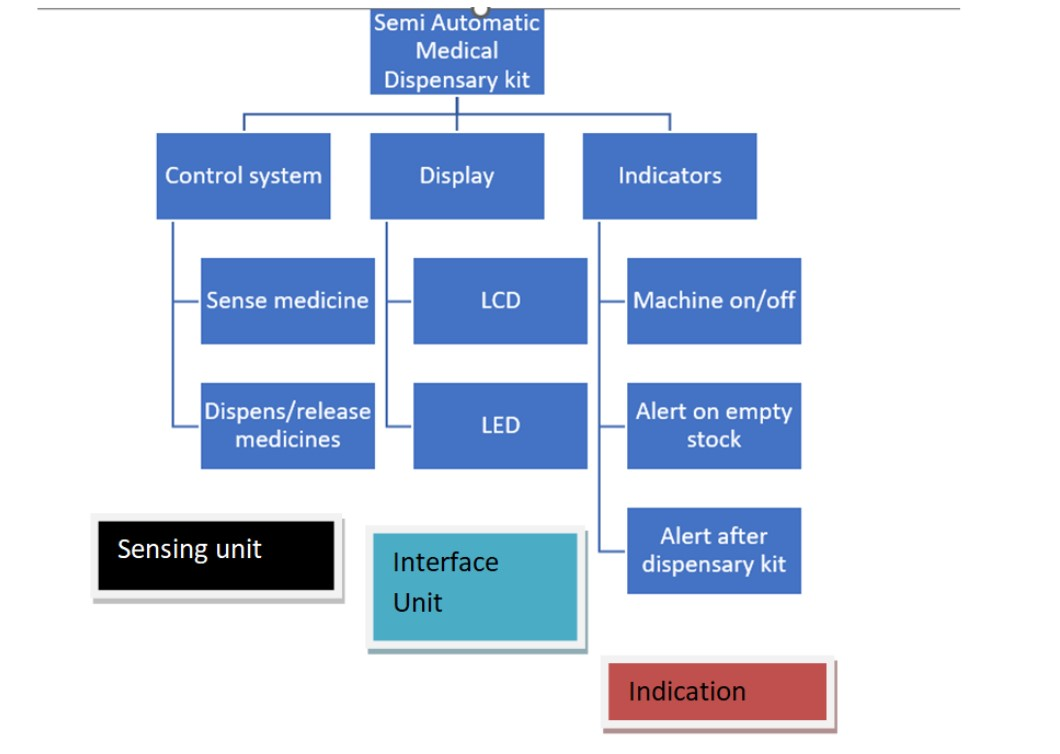 Semi Automatic
Medical
Dispensary kit
Control system
Display
Indicators
Sense medicine
LCD
Machine on/off
Dispens/release
medicines
LED
Alert on empty
stock
Alert after
dispensary kit
Sensing unit
Interface
Unit
Indication